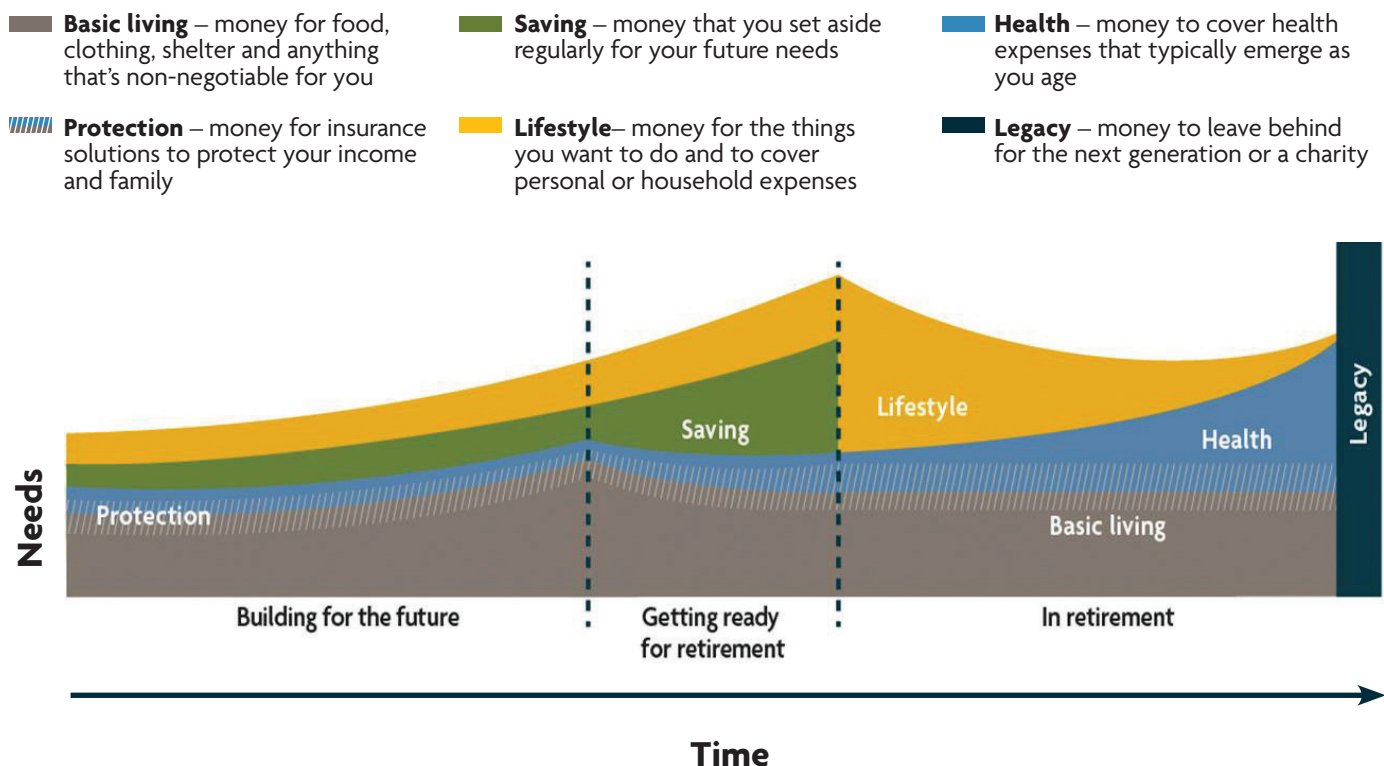 Basic living – money for food,
clothing, shelter and anything
that's non-negotiable for you
Saving – money that you set aside
regularly for your future needs
Health – money to cover health
expenses that typically emerge as
you age
Protection – money for insurance
solutions to protect your income
and family
Lifestyle– money for the things
you want to do and to cover
personal or household expenses
Legacy – money to leave behind
for the next generation or a charity
Needs
Protection
Saving
Lifestyle
Health
Basic living
Legacy
Building for the future
Getting ready
for retirement
In retirement
Time